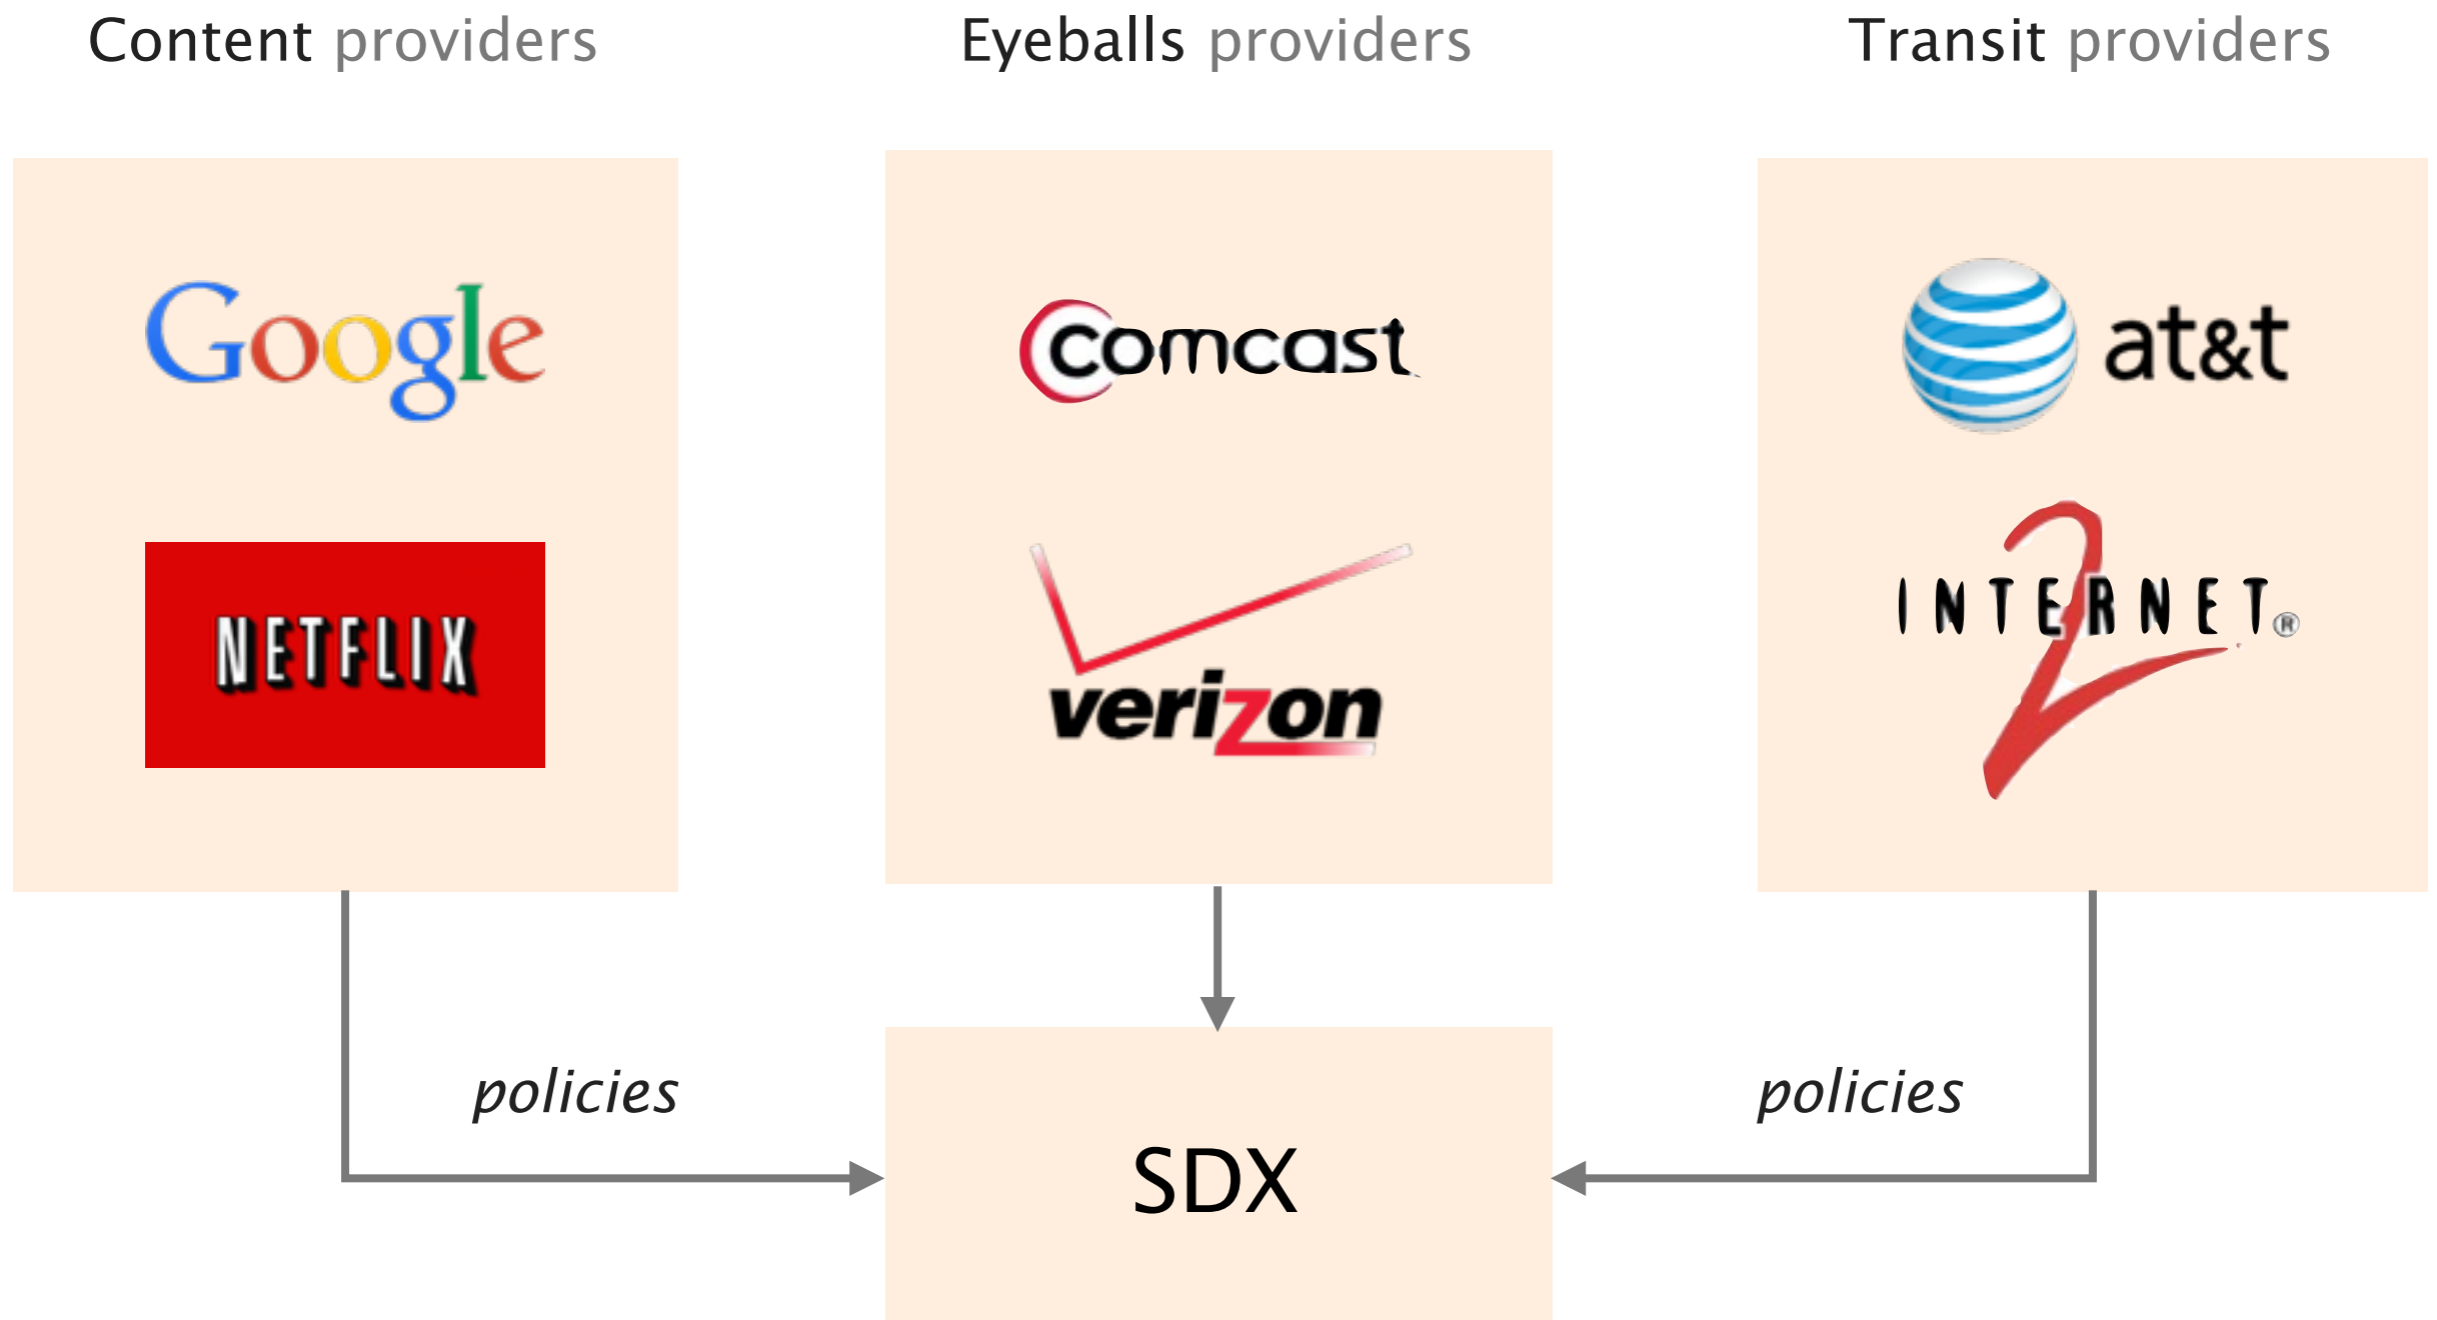 Content providers
Eyeballs providers
Transit providers
Google
comcast
at&t
NETFLIX
verizon
INTERNET®
2
policies
policies
SDX